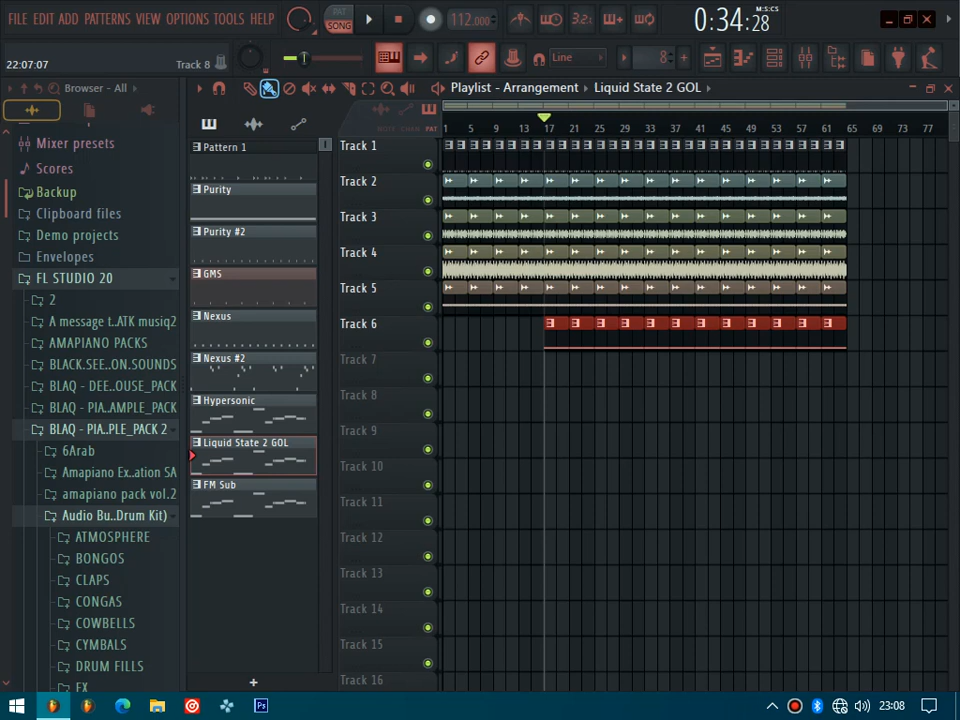 FILE EDIT ADD PATTERNS VIEW OPTIONS TOOLS HELP
PAT
SONG
112.000
3.2.1
0:34:28
M:S:CS
22:07:07
Track 8
Line
8
Browser - All
Playlist - Arrangement
Liquid State 2 GOL
Mixer presets
Scores
Backup
Clipboard files
Demo projects
Envelopes
FL STUDIO 20
2
A message t..ATK musiq2
AMAPIANO PACKS
BLACK.SEE..ON.SOUNDS
BLAQ - DEE..OUSE_PACK
BLAQ - PIA..AMPLE_PACK
BLAQ - PIA..PLE_PACK 2
6Arab
Amapiano Ex..ation SA
amapiano pack vol.2
Audio Bu..Drum Kit)
ATMOSPHERE
BONGOS
CLAPS
CONGAS
COWBELLS
CYMBALS
DRUM FILLS
FX
Pattern 1
Purity
Purity #2
GMS
Nexus
Nexus #2
Hypersonic
Liquid State 2 GOL
FM Sub
+
PAT
1 5 9 13 17 21 25 29 33 37 41 45 49 53 57 61 65 69 73 77
Track 1
Track 2
Track 3
Track 4
Track 5
Track 6
Track 7
Track 8
Track 9
Track 10
Track 11
Track 12
Track 13
Track 14
Track 15
Track 16
Ps
23:08